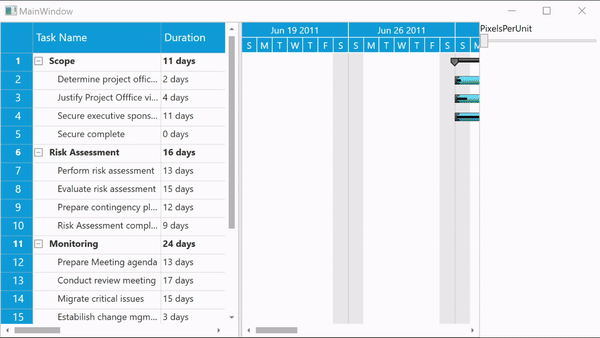 MainWindow
Task Name Duration
Jun 19 2011 Jun 26 2011
PixelsPerUnit
S M T W T F S S M T W T F S S M
1 Scope 11 days
2 Determine project offic... 2 days
3 Justify Project Offfice vi... 4 days
4 Secure executive spons... 11 days
5 Secure complete 0 days
6 Risk Assessment 16 days
7 Perform risk assessment 13 days
8 Evaluate risk assessment 15 days
9 Prepare contingency pl... 12 days
10 Risk Assessment compl... 9 days
11 Monitoring 24 days
12 Prepare Meeting agenda 13 days
13 Conduct review meeting 17 days
14 Migrate critical issues 15 days
15 Estabilish change mgm... 3 days